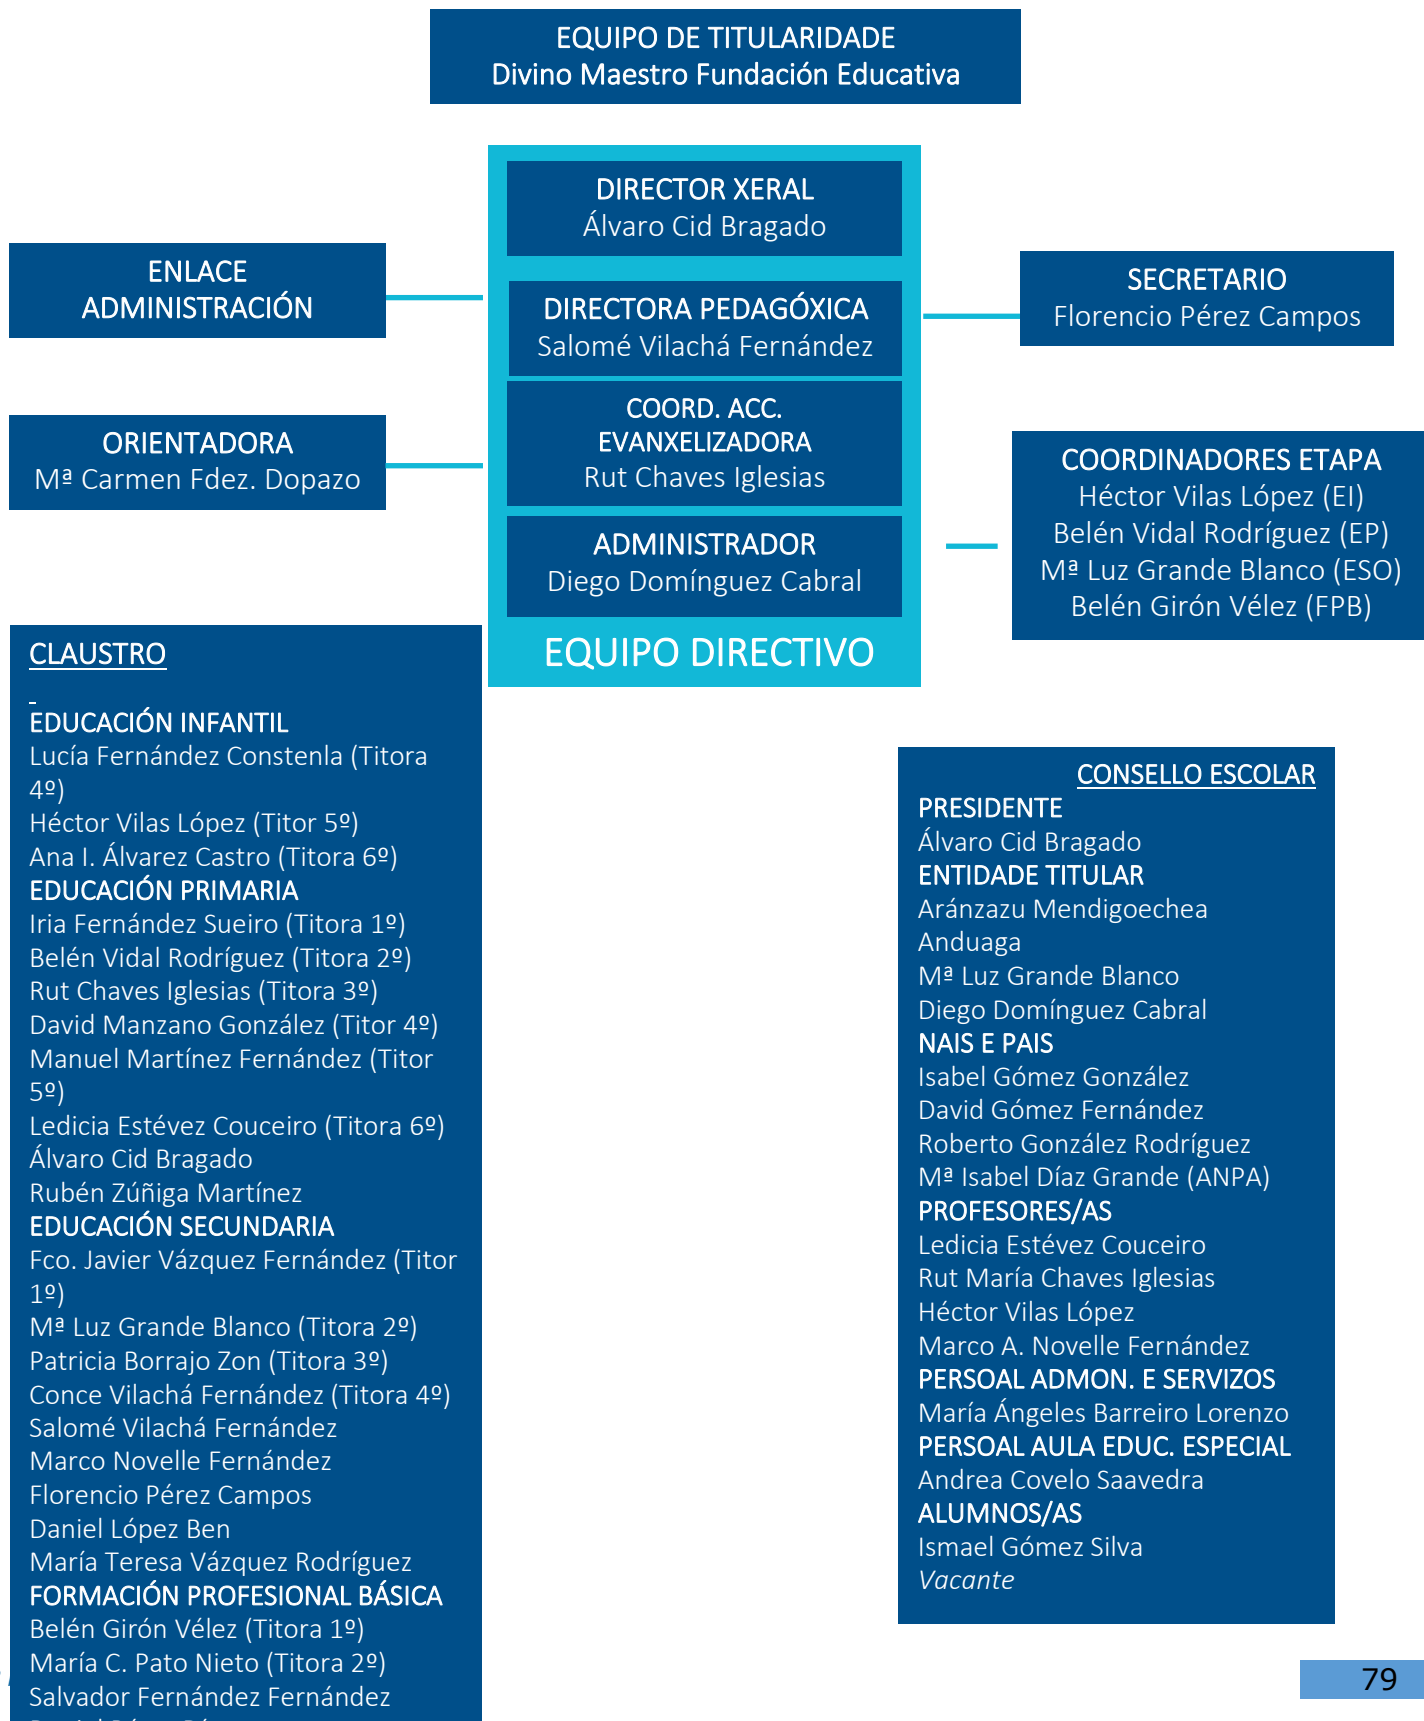 EQUIPO DE TITULARIDADE
Divino Maestro Fundación Educativa
DIRECTOR XERAL
Álvaro Cid Bragado
ENLACE
ADMINISTRACIÓN
DIRECTORA PEDAGÓXICA
Salomé Vilachá Fernández
SECRETARIO
Florencio Pérez Campos
ORIENTADORA
Mª Carmen Fdez. Dopazo
COORD. ACC.
EVANXELIZADORA
Rut Chaves Iglesias
ADMINISTRADOR
Diego Domínguez Cabral
EQUIPO DIRECTIVO
COORDINADORES ETAPA
Héctor Vilas López (EI)
Belén Vidal Rodríguez (EP)
Mª Luz Grande Blanco (ESO)
Belén Girón Vélez (FPB)
CLAUSTRO
EDUCACIÓN INFANTIL
Lucía Fernández Constenla (Titora
4º)
Héctor Vilas López (Titor 5º)
Ana I. Álvarez Castro (Titora 6º)
EDUCACIÓN PRIMARIA
Iria Fernández Sueiro (Titora 1º)
Belén Vidal Rodríguez (Titora 2º)
Rut Chaves Iglesias (Titora 3º)
David Manzano González (Titor 4º)
Manuel Martínez Fernández (Titor
5º)
Ledicia Estévez Couceiro (Titora 6º)
Álvaro Cid Bragado
Rubén Zúñiga Martínez
EDUCACIÓN SECUNDARIA
Fco. Javier Vázquez Fernández (Titor
1º)
Mª Luz Grande Blanco (Titora 2º)
Patricia Borrajo Zon (Titora 3º)
Conce Vilachá Fernández (Titora 4º)
Salomé Vilachá Fernández
Marco Novelle Fernández
Florencio Pérez Campos
Daniel López Ben
María Teresa Vázquez Rodríguez
FORMACIÓN PROFESIONAL BÁSICA
Belén Girón Vélez (Titora 1º)
María C. Pato Nieto (Titora 2º)
Salvador Fernández Fernández
CONSELLO ESCOLAR
PRESIDENTE
Álvaro Cid Bragado
ENTIDADE TITULAR
Aránzazu Mendigoechea
Anduaga
Mª Luz Grande Blanco
Diego Domínguez Cabral
NAIS E PAIS
Isabel Gómez González
David Gómez Fernández
Roberto González Rodríguez
Mª Isabel Díaz Grande (ANPA)
PROFESORES/AS
Ledicia Estévez Couceiro
Rut María Chaves Iglesias
Héctor Vilas López
Marco A. Novelle Fernández
PERSOAL ADMON. E SERVIZOS
María Ángeles Barreiro Lorenzo
PERSOAL AULA EDUC. ESPECIAL
Andrea Covelo Saavedra
ALUMNOS/AS
Ismael Gómez Silva
Vacante
79